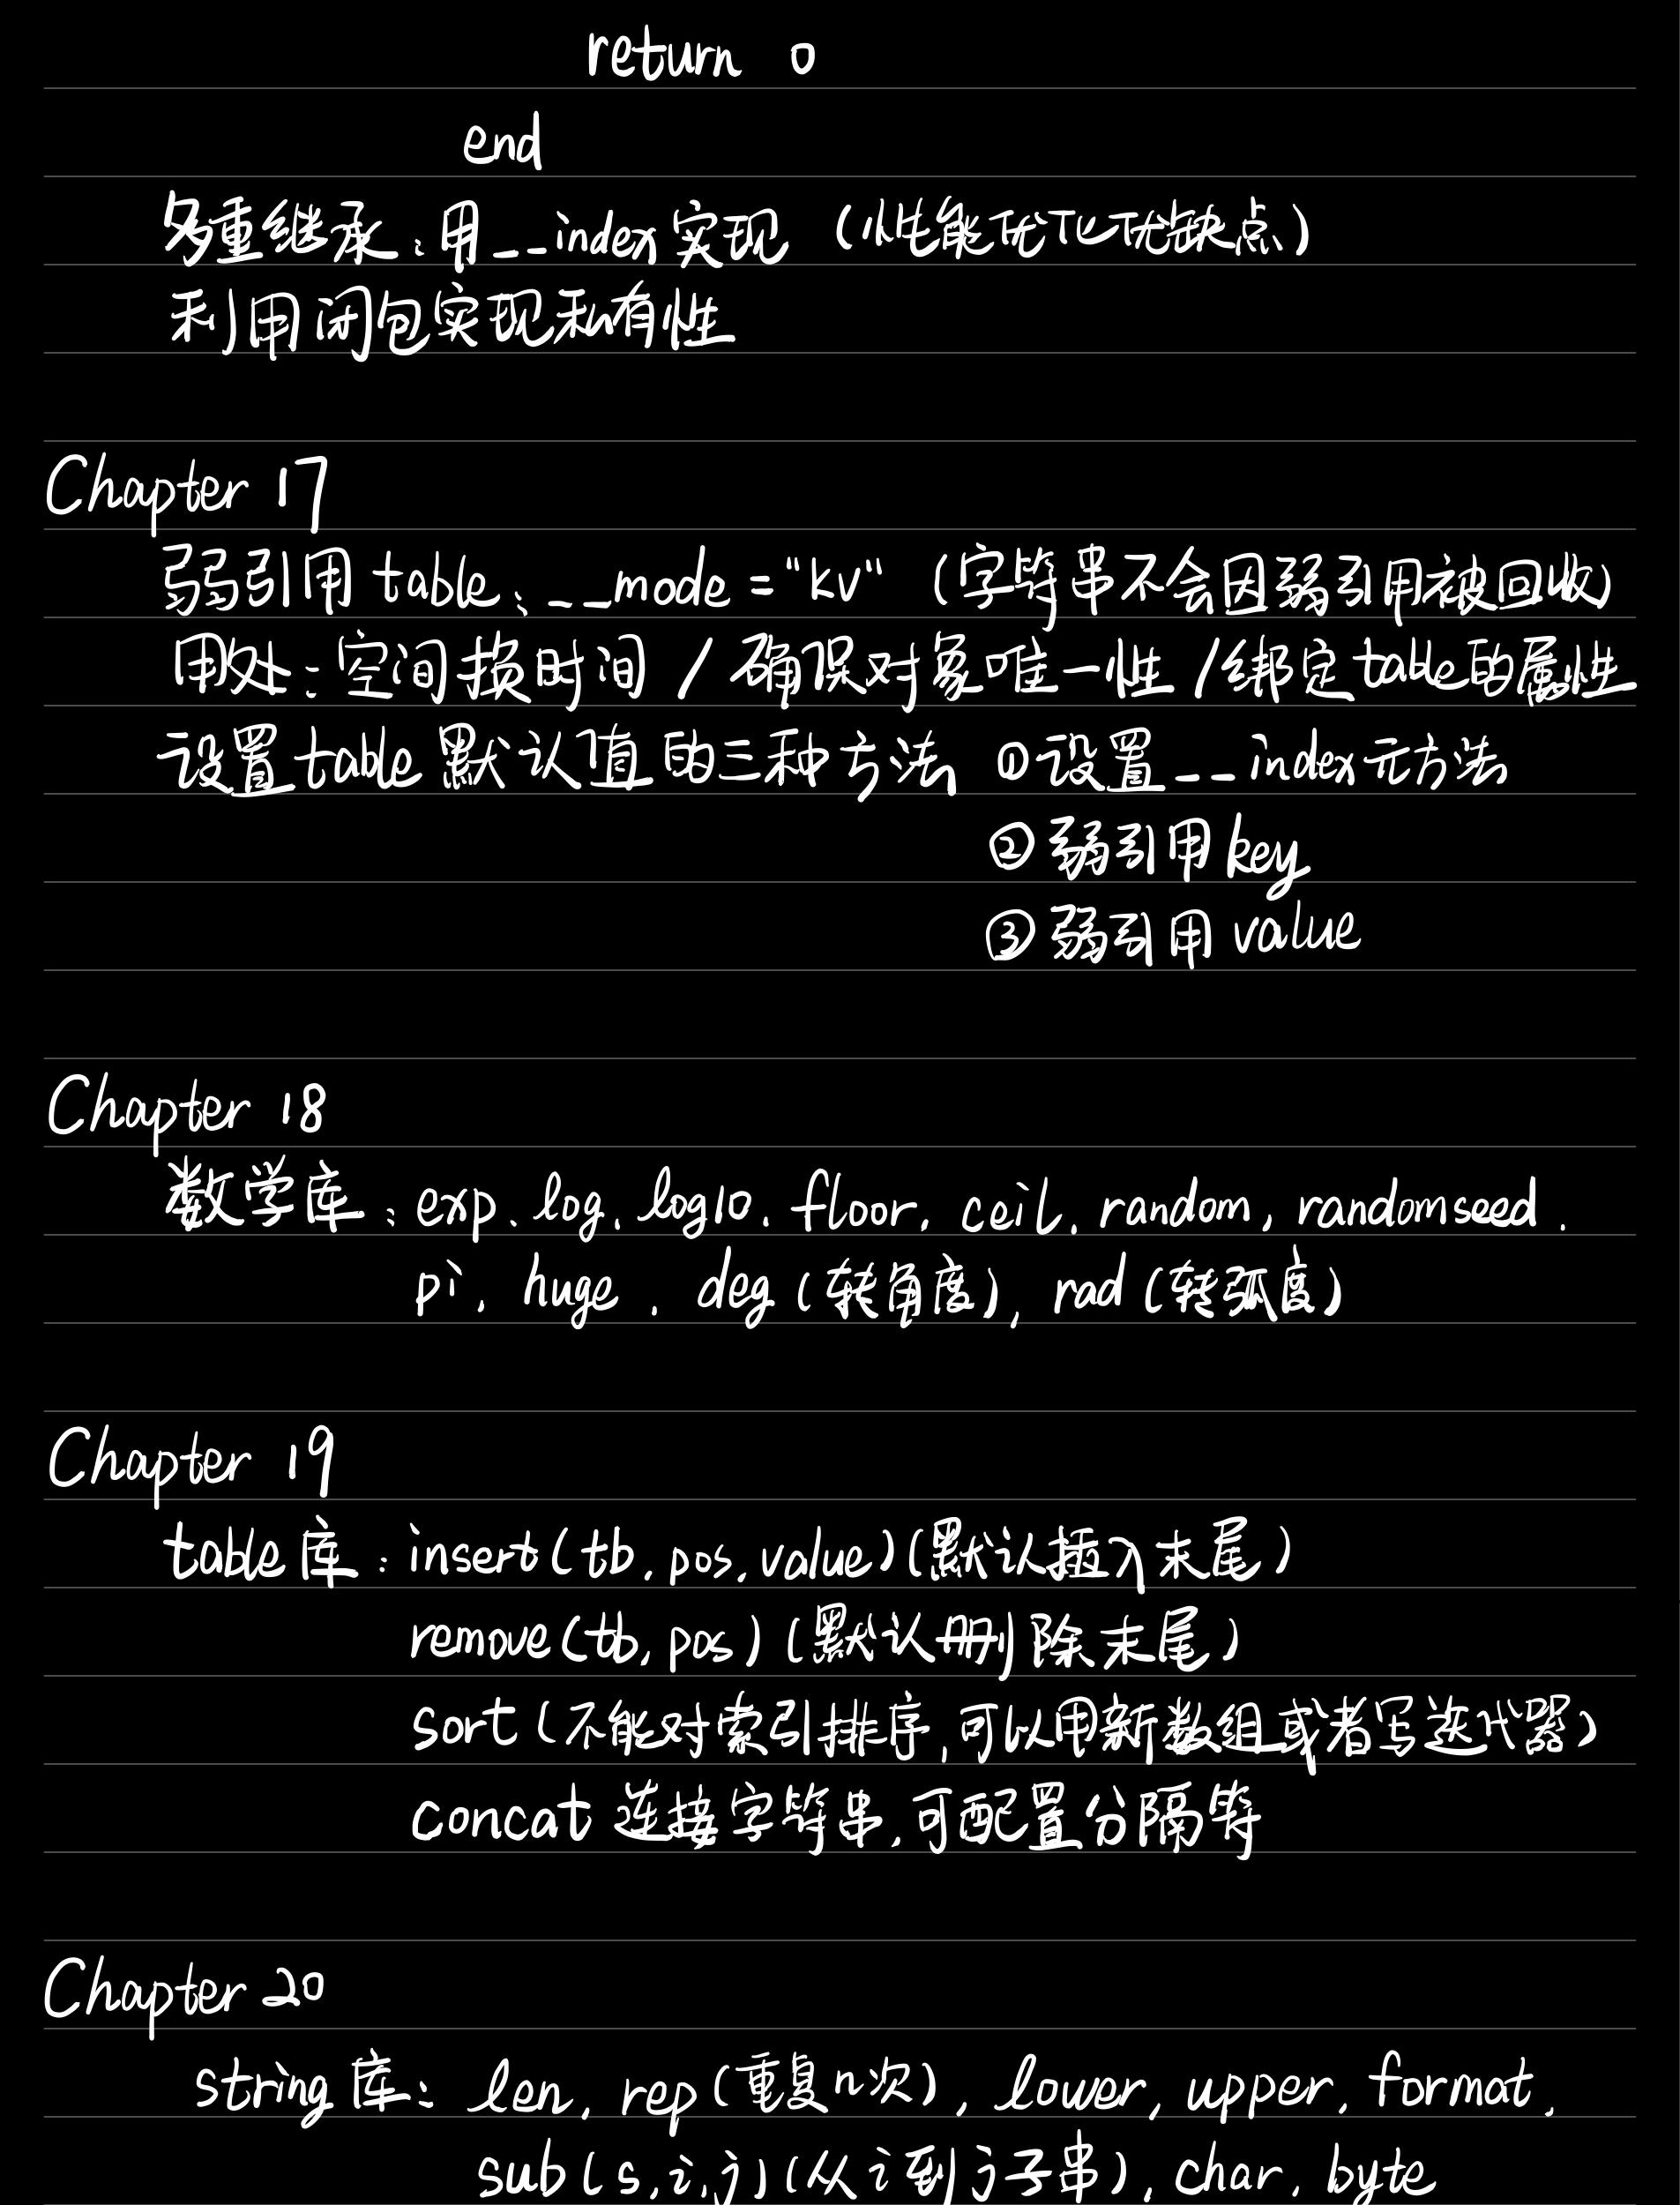 return 0
end
多重继承:用__index实现(性能优化优缺点)
利用闭包实现私有性
Chapter 17
弱引用table:__mode="kv"(字符串不会因弱引用被回收)
用处:空间换时间/确保对象唯一性/绑定table的属性
设置table默认值的三种方法 ①设置__index元方法
②弱引用key
③弱引用value
Chapter 18
数学库:exp、log、log10、floor, ceil, random, randomseed,
pi, huge, deg(转角度), rad(转弧度)
Chapter 19
table库:insert(tb, pos, value)(默认插入末尾)
remove(tb, pos)(默认删除末尾)
sort(不能对索引排序,可以用新数组或者写迭代器)
concat 连接字符串,可配置分隔符
Chapter 20
string库: len, rep(重复n次), lower, upper, format,
sub(s, i, j)(从i到j子串), char, byte